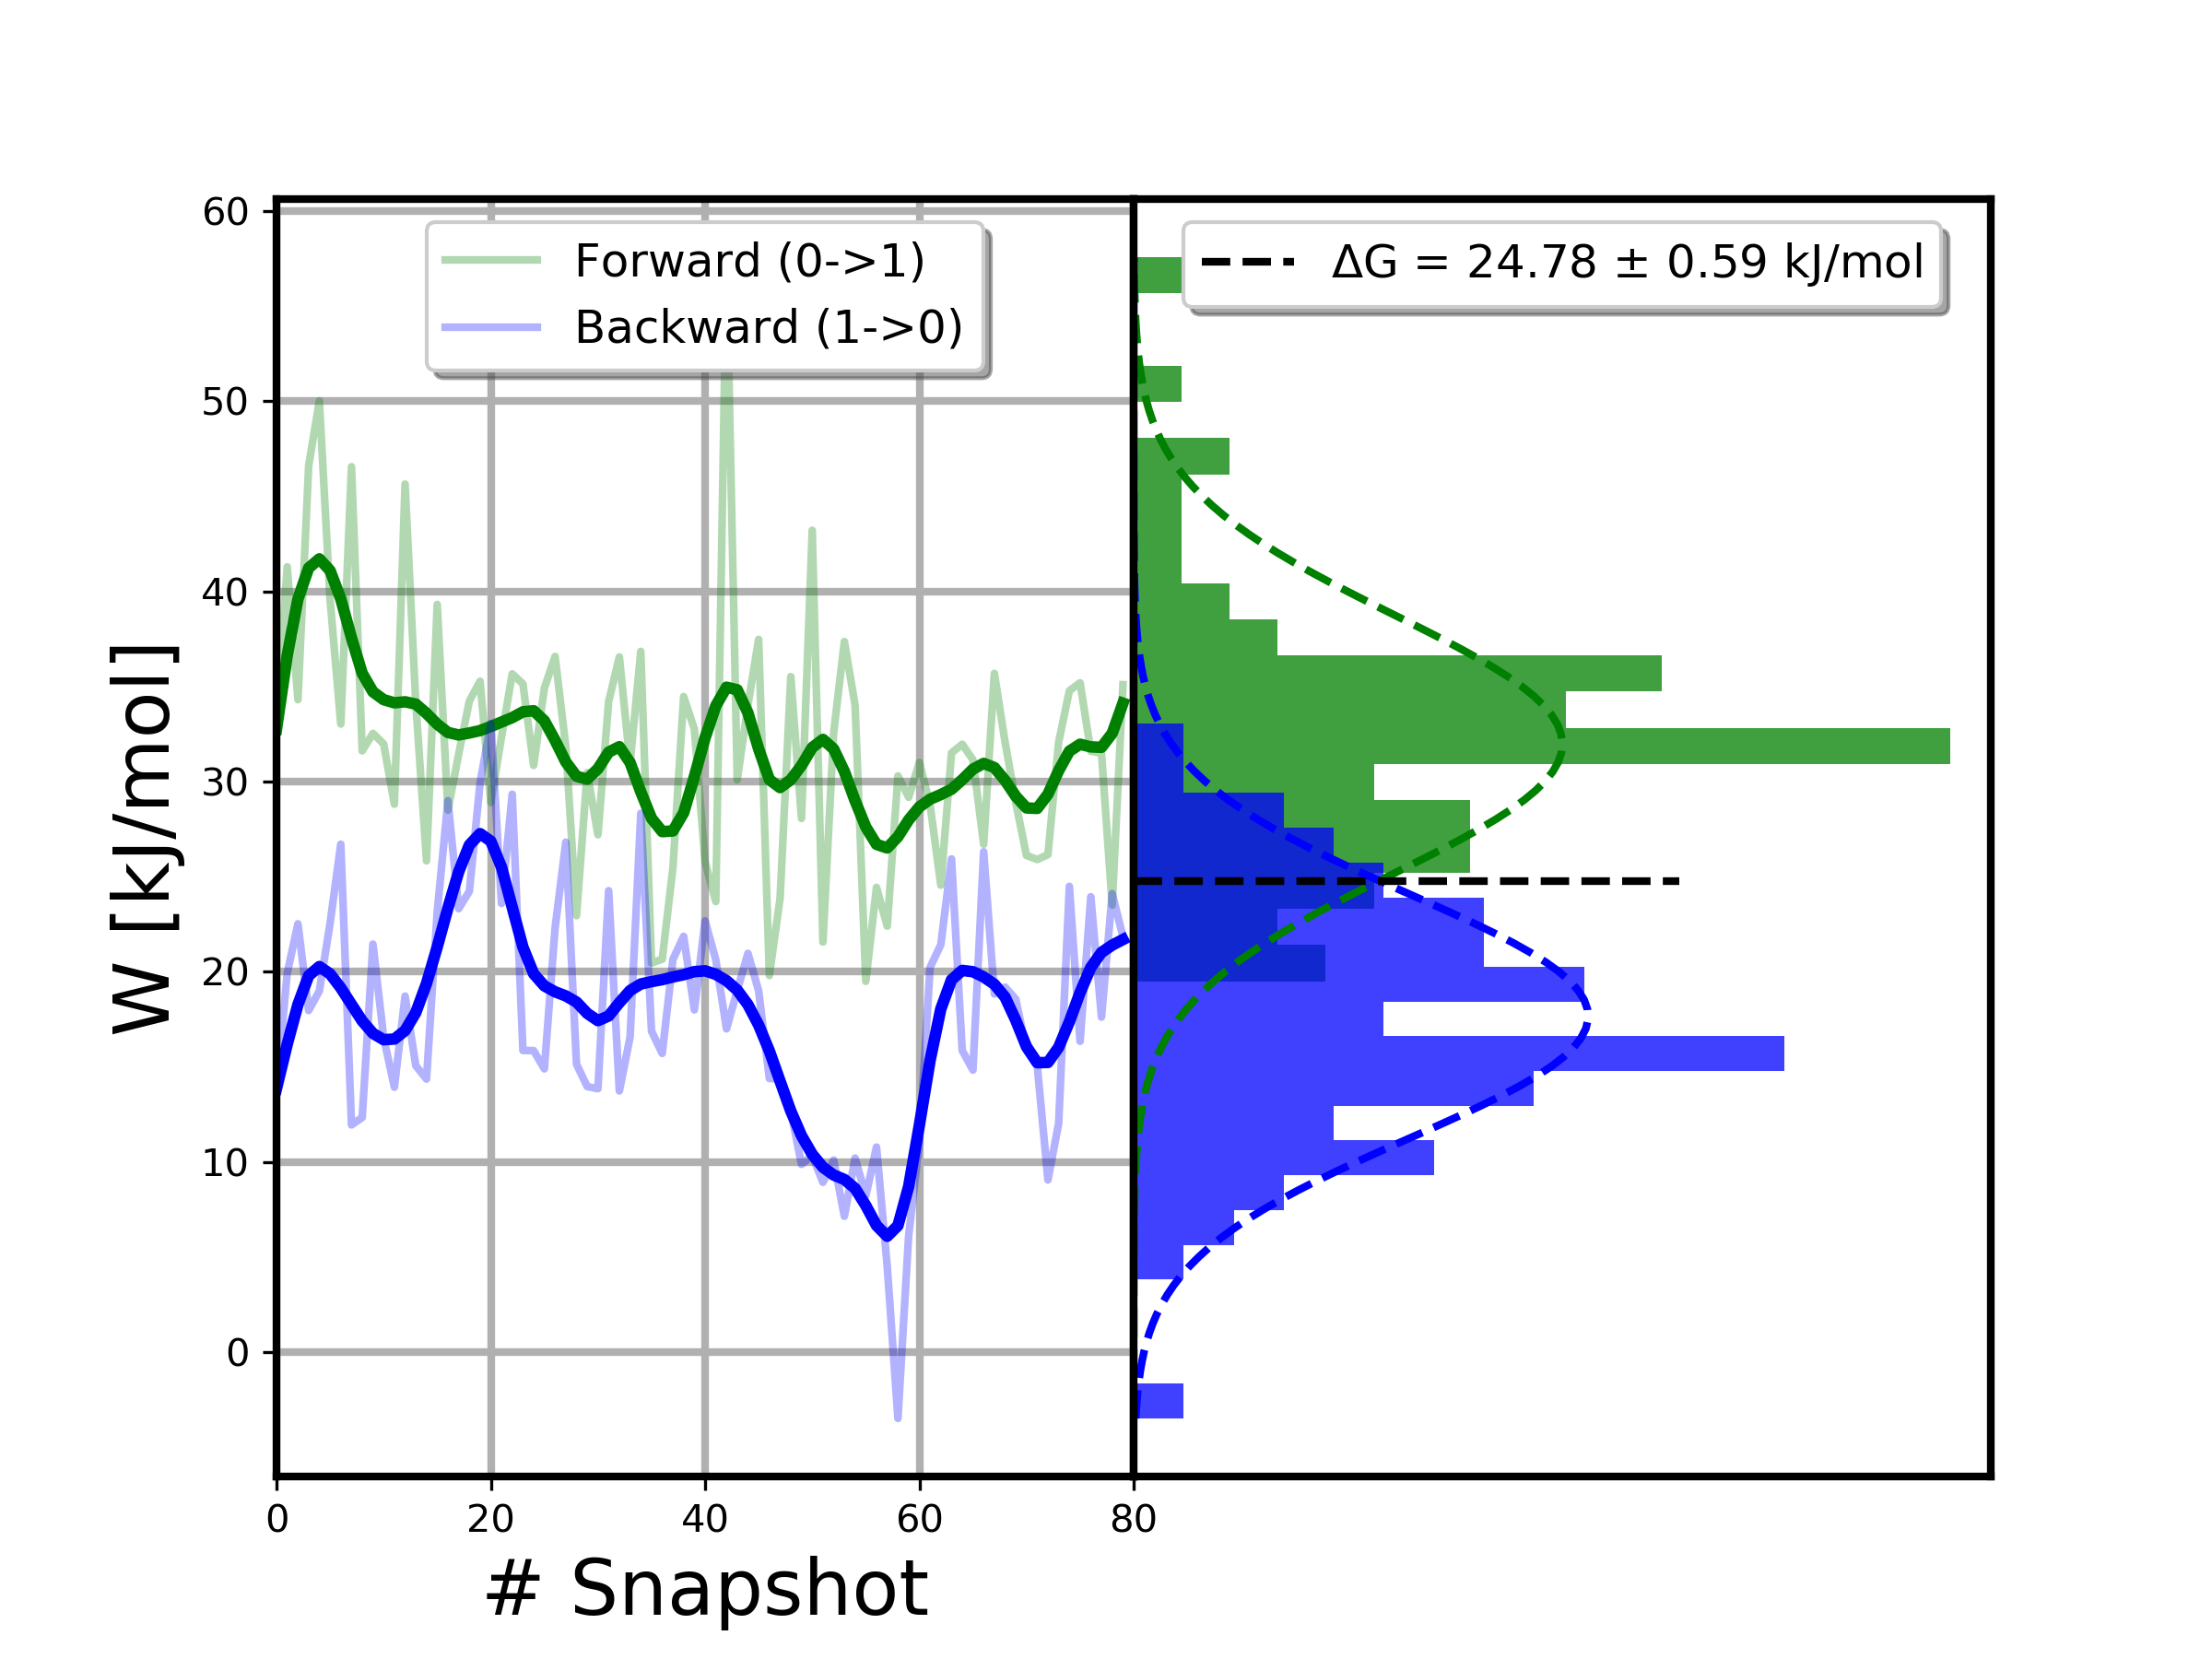 Forward (0->1)
Backward (1->0)
ΔG = 24.78 ± 0.59 kJ/mol
W [kJ/mol]
60
50
40
30
20
10
0
0 20 40 60 80
# Snapshot